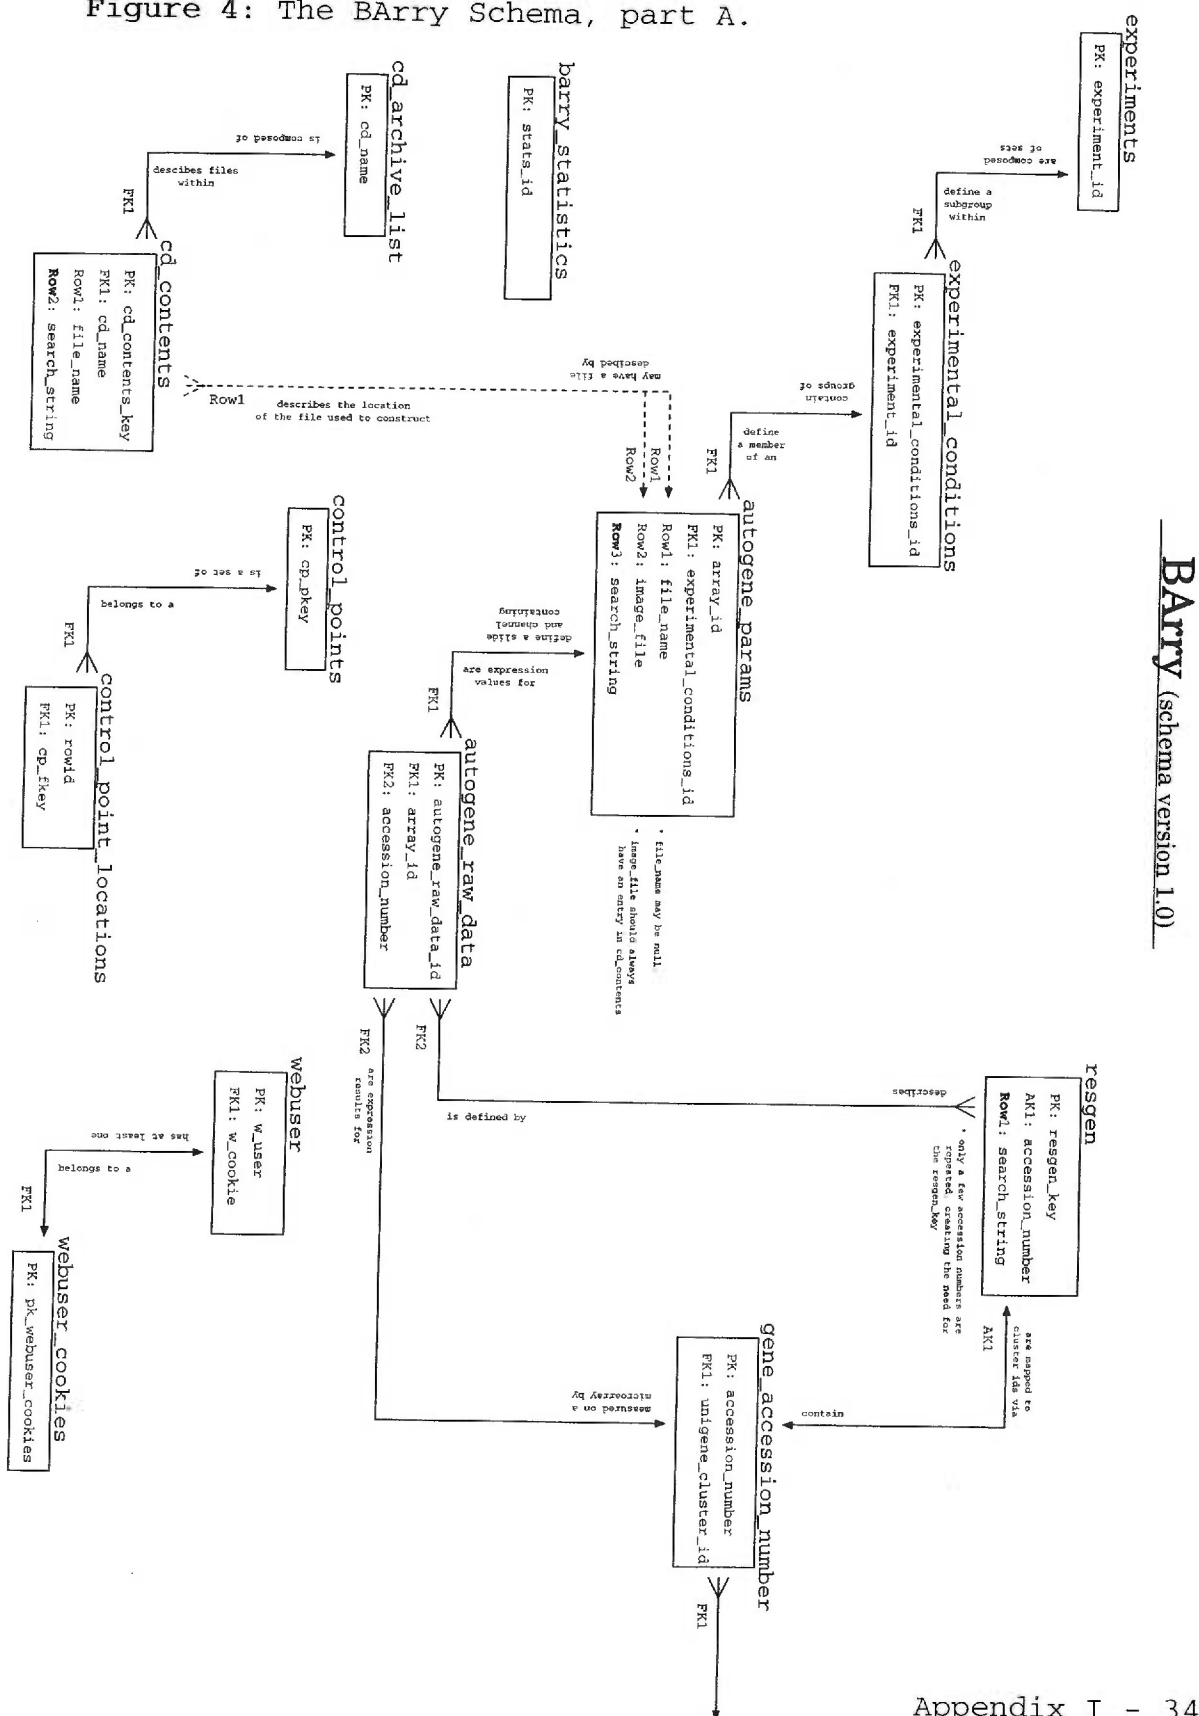 Figure 4: The BArry Schema, part A.
BArry (schema version 1.0)
experiments
PK: experiment_id
are composed
of sets
define a
subgroup
within
FK1
experimental_conditions
PK: experimental_conditions_id
FK1: experiment_id
contain
groups of
define
a member
of an
FK1
autogene_params
PK: array_id
FK1: experimental_conditions_id
Row1: file_name
Row2: image_file
Row3: search_string
* file_name may be null
* image_file should always
have an entry in cd_contents
Row1
Row2
define a slide
and channel
containing
are expression
values for
FK1
autogene_raw_data
PK: autogene_raw_data_id
FK1: array_id
FK2: accession_number
FK2
is defined by
describes
resgen
PK: resgen_key
AK1: accession_number
Row1: search_string
* only a few accession numbers are
repeated, creating the need for
the resgen_key
AK1
are mapped to
cluster ids via
contain
FK2
are expression
results for
measured on a
microarray by
gene_accession_number
PK: accession_number
FK1: unigene_cluster_id
FK1
barry_statistics
PK: stats_id
cd_archive_list
PK: cd_name
is composed of
descibes files
within
FK1
cd_contents
PK: cd_contents_key
FK1: cd_name
Row1: file_name
Row2: search_string
Row1
may have a file
described by
describes the location
of the file used to construct
control_points
PK: cp_pkey
is a set of
belongs to a
FK1
control_point_locations
PK: rowid
FK1: cp_fkey
webuser
PK: w_user
FK1: w_cookie
has at least one
belongs to a
FK1
webuser_cookies
PK: pk_webuser_cookies
Appendix I - 34